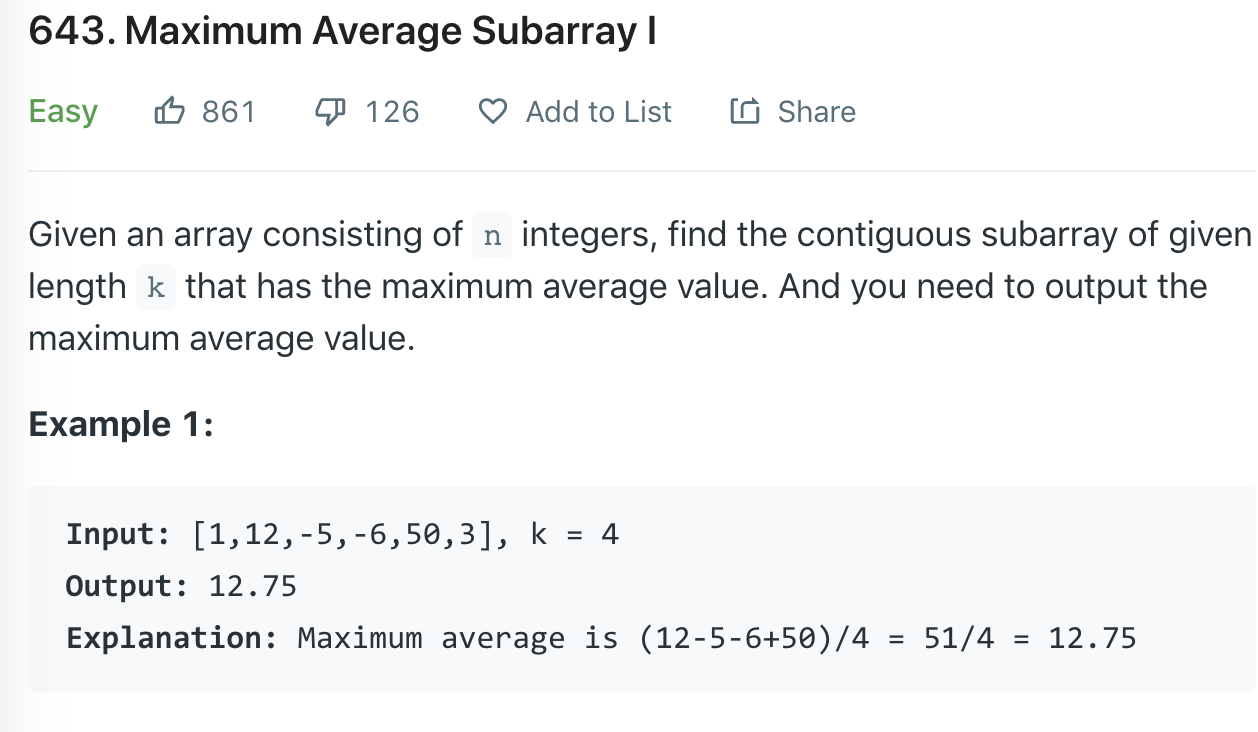 643. Maximum Average Subarray I
Easy 861 126 Add to List Share
Given an array consisting of n integers, find the contiguous subarray of given
length k that has the maximum average value. And you need to output the
maximum average value.
Example 1:
Input: [1,12,-5,-6,50,3], k = 4
Output: 12.75
Explanation: Maximum average is (12-5-6+50)/4 = 51/4 = 12.75